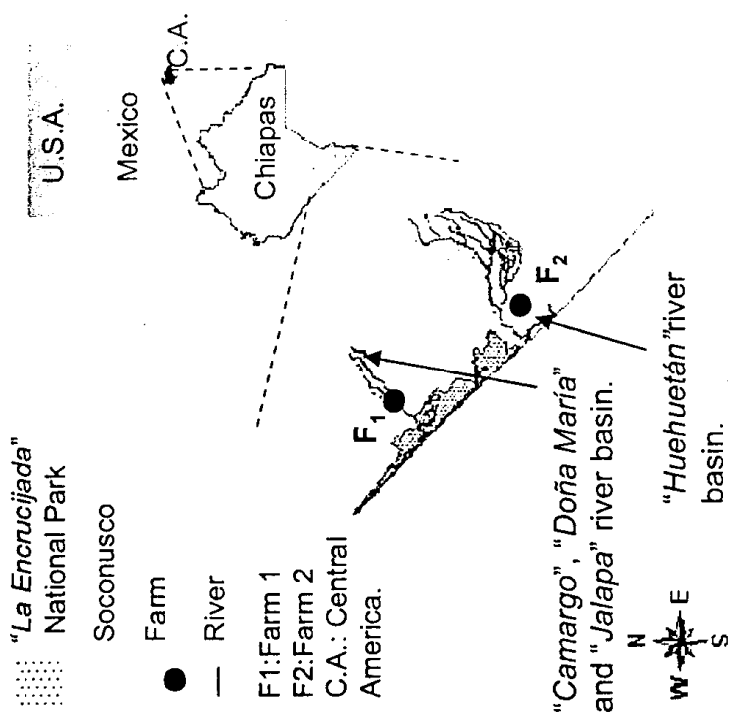 "La Encrucijada"
National Park
Soconusco
Farm
River
F1:Farm 1
F2:Farm 2
C.A.: Central
America.
U.S.A.
Mexico
C.A.
Chiapas
F1
F2
"Camargo", "Doña María"
and "Jalapa" river basin.
"Huehuetán"river
basin.
N
W E
S